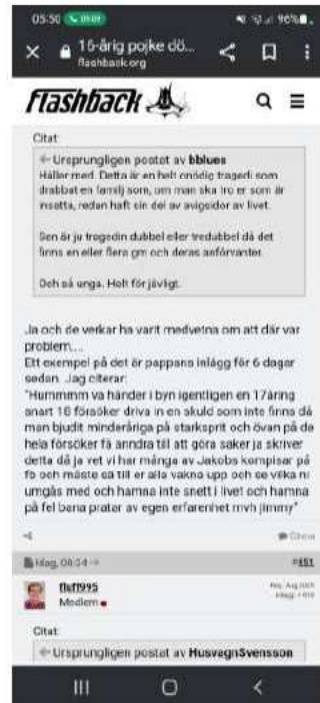 05:50
96%
16-årig pojke dö...
flashback.org
flashback
Citat:
Ursprungligen postat av bblues
Håller med. Detta är en helt onödig tragedi som
drabbat en familj som, om man ska tro er som är
insatta, redan haft sin del av avigsidor av livet.
Sen är ju tragedin dubbel eller tredubbel då det
finns en eller flera gm och deras anförvanter.
Och så unga. Helt för jävligt.
Ja och de verkar ha varit medvetna om att där var
problem....
Ett exempel på det är pappans inlägg för 6 dagar
sedan. Jag citerar:
"Hummmm va händer i byn igentligen en 17åring
snart 18 försöker driva in en skuld som inte finns då
man bjudit minderåriga på starksprit och övan på de
hela försöker få anndra till att göra saker ja skriver
detta då ja vet vi har många av Jakobs kompisar på
fb och måste sä till er alla vakna upp och se vilka ni
umgås med och hamna inte snett i livet och hamna
på fel bana pratar av egen erfarenhet mvh jimmy"
Citera
Idag, 00:34
#451
fluff1995
Medlem
Citat:
Ursprungligen postat av HusvagnSvensson